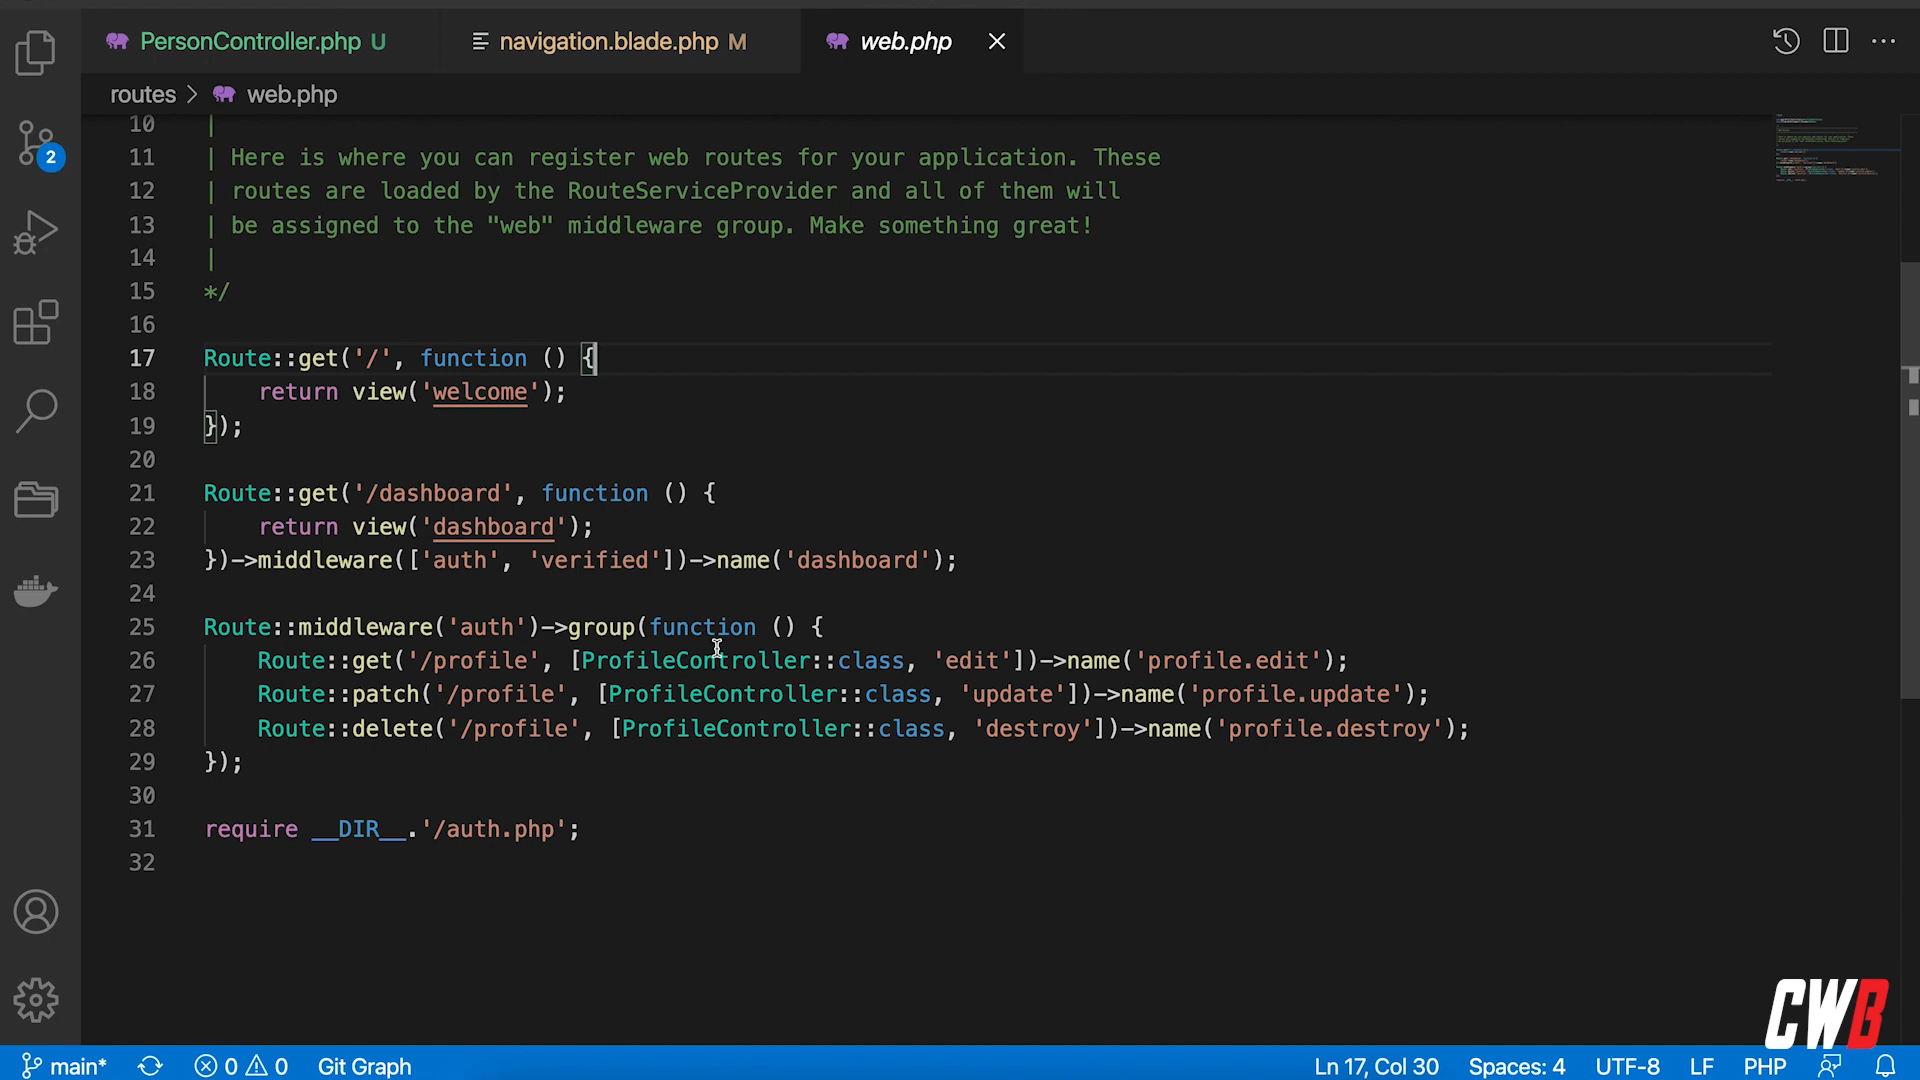 PersonController.php U
navigation.blade.php M
web.php
routes > web.php
2
10 |
11 | Here is where you can register web routes for your application. These
12 | routes are loaded by the RouteServiceProvider and all of them will
13 | be assigned to the "web" middleware group. Make something great!
14 |
15 */
16
17 Route::get('/', function () {
18 return view('welcome');
19 });
20
21 Route::get('/dashboard', function () {
22 return view('dashboard');
23 })->middleware(['auth', 'verified'])->name('dashboard');
24
25 Route::middleware('auth')->group(function () {
26 Route::get('/profile', [ProfileController::class, 'edit'])->name('profile.edit');
27 Route::patch('/profile', [ProfileController::class, 'update'])->name('profile.update');
28 Route::delete('/profile', [ProfileController::class, 'destroy'])->name('profile.destroy');
29 });
30
31 require __DIR__.'/auth.php';
32
CWB
main* 0 0 Git Graph Ln 17, Col 30 Spaces: 4 UTF-8 LF PHP